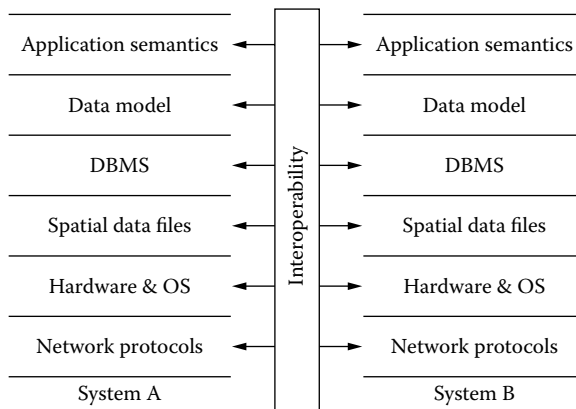 Application semantics
Data model
DBMS
Spatial data files
Hardware & OS
Network protocols
System A
Interoperability
Application semantics
Data model
DBMS
Spatial data files
Hardware & OS
Network protocols
System B